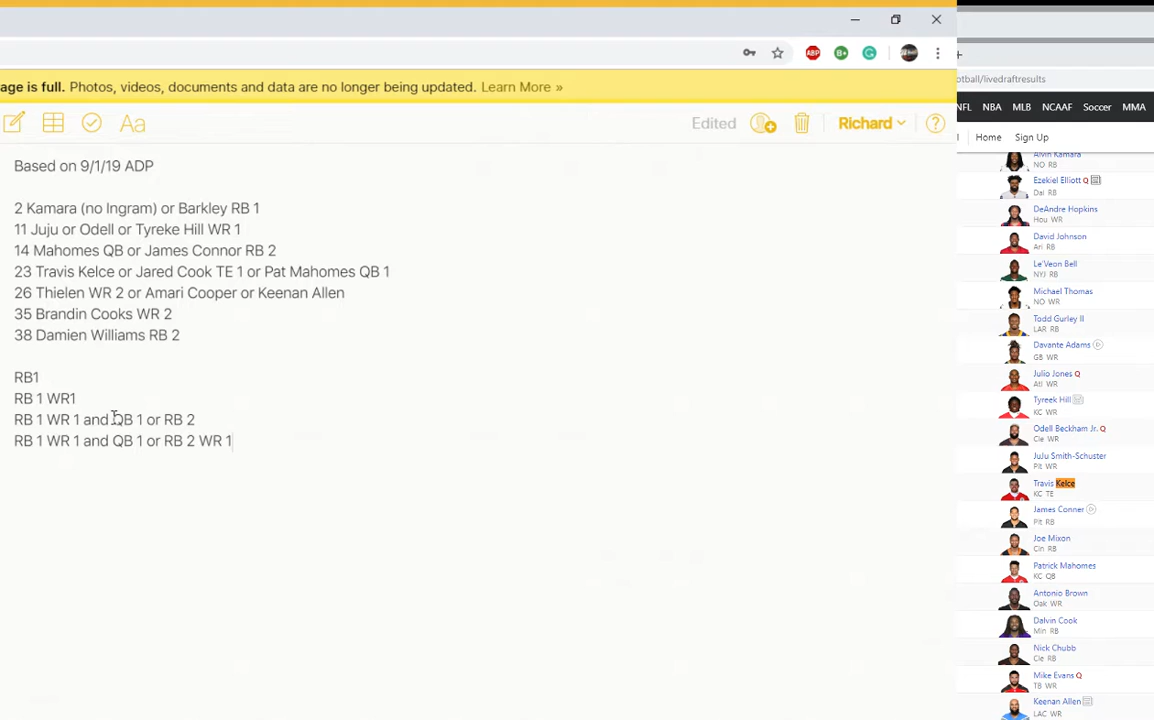 age is full. Photos, videos, documents and data are no longer being updated. Learn More »
Aa
Edited
Richard
?
Based on 9/1/19 ADP
2 Kamara (no Ingram) or Barkley RB 1
11 Juju or Odell or Tyreke Hill WR 1
14 Mahomes QB or James Connor RB 2
23 Travis Kelce or Jared Cook TE 1 or Pat Mahomes QB 1
26 Thielen WR 2 or Amari Cooper or Keenan Allen
35 Brandin Cooks WR 2
38 Damien Williams RB 2
RB1
RB 1 WR1
RB 1 WR 1 and QB 1 or RB 2
RB 1 WR 1 and QB 1 or RB 2 WR 1
ABP
B+
otball/livedraftresults
NFL NBA MLB NCAAF Soccer MMA
Home Sign Up
Alvin Kamara
NO RB
Ezekiel Elliott Q
Dal RB
DeAndre Hopkins
Hou WR
David Johnson
Ari RB
Le'Veon Bell
NYJ RB
Michael Thomas
NO WR
Todd Gurley II
LAR RB
Davante Adams
GB WR
Julio Jones Q
Atl WR
Tyreek Hill
KC WR
Odell Beckham Jr. Q
Cle WR
JuJu Smith-Schuster
Pit WR
Travis Kelce
KC TE
James Conner
Pit RB
Joe Mixon
Cin RB
Patrick Mahomes
KC QB
Antonio Brown
Oak WR
Dalvin Cook
Min RB
Nick Chubb
Cle RB
Mike Evans Q
TB WR
Keenan Allen
LAC WR